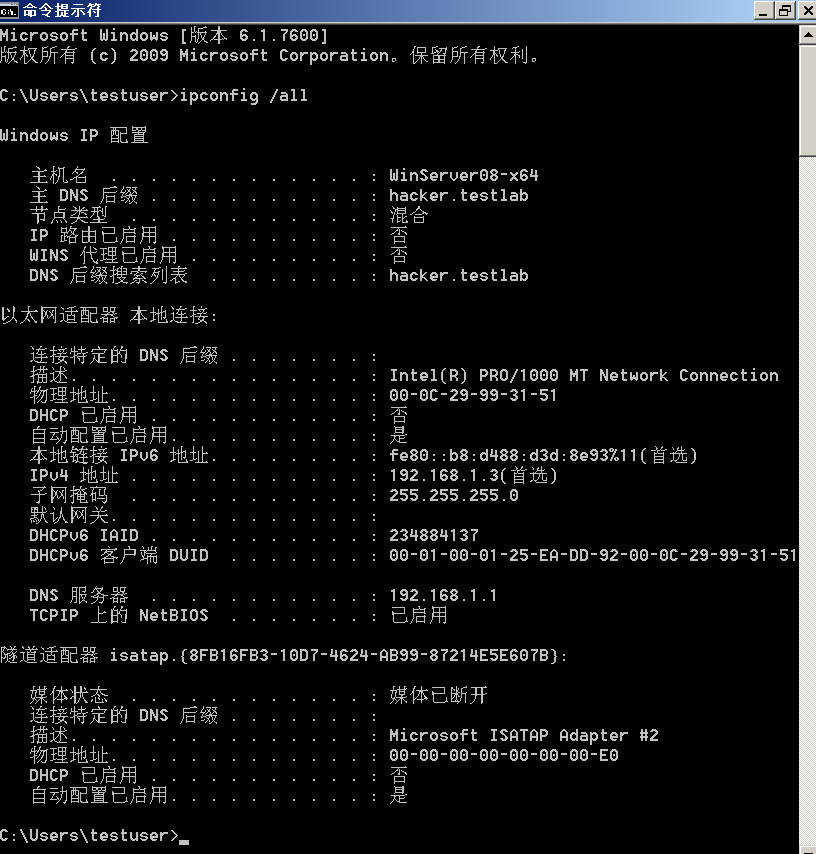 命令提示符
Microsoft Windows [版本 6.1.7600]
版权所有 (c) 2009 Microsoft Corporation。保留所有权利。
C:\Users\testuser>ipconfig /all
Windows IP 配置
主机名 . . . . . . . . . . . . . : WinServer08-x64
主 DNS 后缀 . . . . . . . . . . . : hacker.testlab
节点类型 . . . . . . . . . . . . : 混合
IP 路由已启用 . . . . . . . . . . : 否
WINS 代理已启用 . . . . . . . . . : 否
DNS 后缀搜索列表 . . . . . . . . : hacker.testlab
以太网适配器 本地连接:
连接特定的 DNS 后缀 . . . . . . . :
描述. . . . . . . . . . . . . . . : Intel(R) PRO/1000 MT Network Connection
物理地址. . . . . . . . . . . . . : 00-0C-29-99-31-51
DHCP 已启用 . . . . . . . . . . . : 否
自动配置已启用. . . . . . . . . . : 是
本地链接 IPv6 地址. . . . . . . . : fe80::b8:d488:d3d:8e93%11(首选)
IPv4 地址 . . . . . . . . . . . . : 192.168.1.3(首选)
子网掩码 . . . . . . . . . . . . : 255.255.255.0
默认网关. . . . . . . . . . . . . :
DHCPv6 IAID . . . . . . . . . . . : 234884137
DHCPv6 客户端 DUID . . . . . . . : 00-01-00-01-25-EA-DD-92-00-0C-29-99-31-51
DNS 服务器 . . . . . . . . . . . : 192.168.1.1
TCPIP 上的 NetBIOS . . . . . . . : 已启用
隧道适配器 isatap.{8FB16FB3-10D7-4624-AB99-87214E5E607B}:
媒体状态 . . . . . . . . . . . . : 媒体已断开
连接特定的 DNS 后缀 . . . . . . . :
描述. . . . . . . . . . . . . . . : Microsoft ISATAP Adapter #2
物理地址. . . . . . . . . . . . . : 00-00-00-00-00-00-00-E0
DHCP 已启用 . . . . . . . . . . . : 否
自动配置已启用. . . . . . . . . . : 是
C:\Users\testuser>